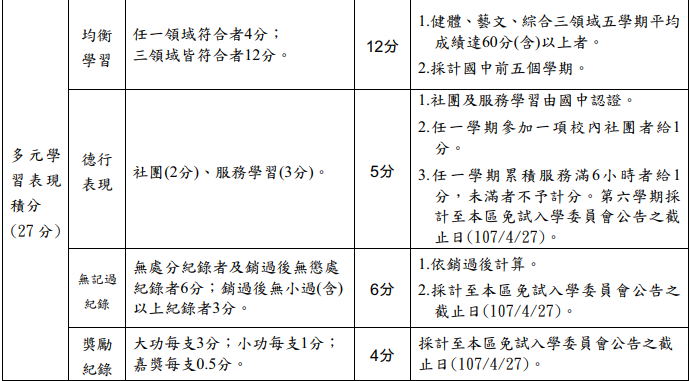 多元學
習表現
積分
(27 分)
均衡
學習
任一領域符合者4分；
三領域皆符合者12分。
12分
1.健體、藝文、綜合三領域五學期平均
成績達60分(含)以上者。
2.採計國中前五個學期。
德行
表現
社團(2分)、服務學習(3分)。
5分
1.社團及服務學習由國中認證。
2.任一學期參加一項校內社團者給1
分。
3.任一學期累積服務滿6小時者給1
分，未滿者不予計分。第六學期採
計至本區免試入學委員會公告之截
止日(107/4/27)。
無記過
紀錄
無處分紀錄者及銷過後無懲處
紀錄者6分；銷過後無小過(含)
以上紀錄者3分。
6分
1.依銷過後計算。
2.採計至本區免試入學委員會公告之
截止日(107/4/27)。
獎勵
紀錄
大功每支3分；小功每支1分；
嘉獎每支0.5分。
4分
採計至本區免試入學委員會公告之截
止日(107/4/27)。